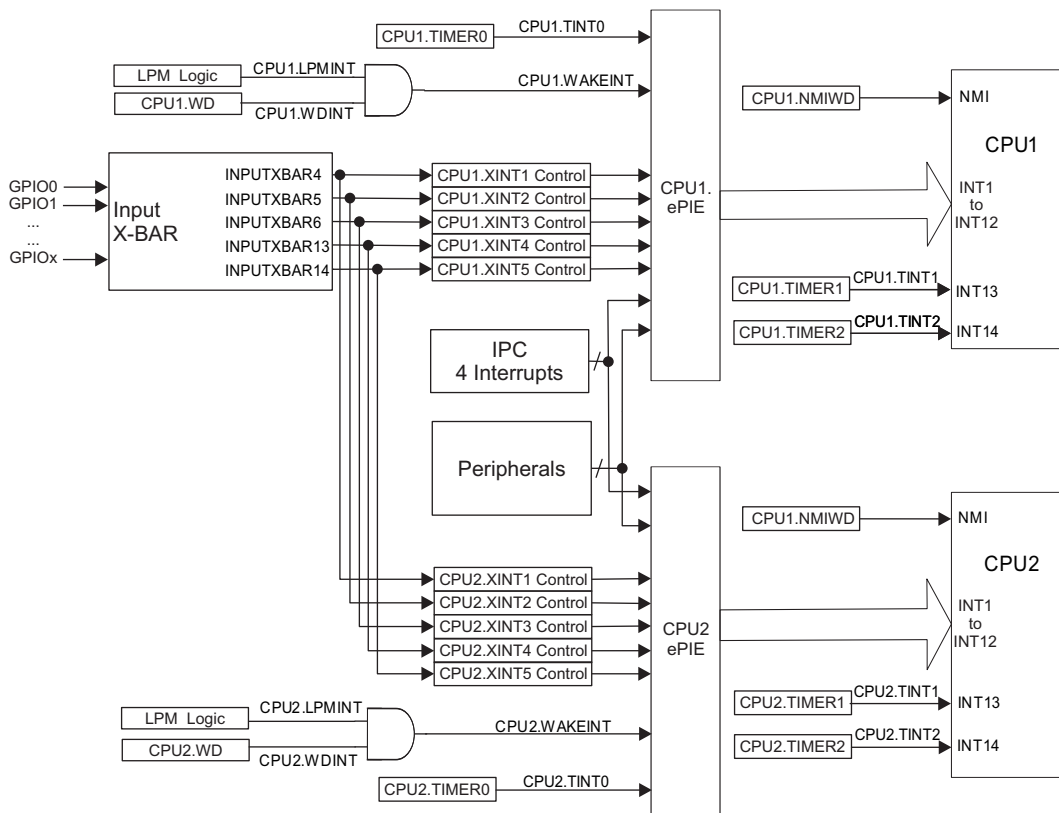 CPU1.TIMER0
CPU1.TINT0
LPM Logic
CPU1.LPMINT
CPU1.WD
CPU1.WDINT
CPU1.WAKEINT
CPU1.NMIWD
NMI
CPU1
GPIO0
GPIO1
...
...
GPIOx
Input
X-BAR
INPUTXBAR4
INPUTXBAR5
INPUTXBAR6
INPUTXBAR13
INPUTXBAR14
CPU1.XINT1 Control
CPU1.XINT2 Control
CPU1.XINT3 Control
CPU1.XINT4 Control
CPU1.XINT5 Control
CPU1.
ePIE
INT1
to
INT12
CPU1.TIMER1
CPU1.TINT1
INT13
CPU1.TIMER2
CPU1.TINT2
INT14
IPC
4 Interrupts
Peripherals
CPU1.NMIWD
NMI
CPU2
CPU2.XINT1 Control
CPU2.XINT2 Control
CPU2.XINT3 Control
CPU2.XINT4 Control
CPU2.XINT5 Control
CPU2
ePIE
INT1
to
INT12
CPU2.TIMER1
CPU2.TINT1
INT13
CPU2.TIMER2
CPU2.TINT2
INT14
LPM Logic
CPU2.LPMINT
CPU2.WD
CPU2.WDINT
CPU2.WAKEINT
CPU2.TIMER0
CPU2.TINT0